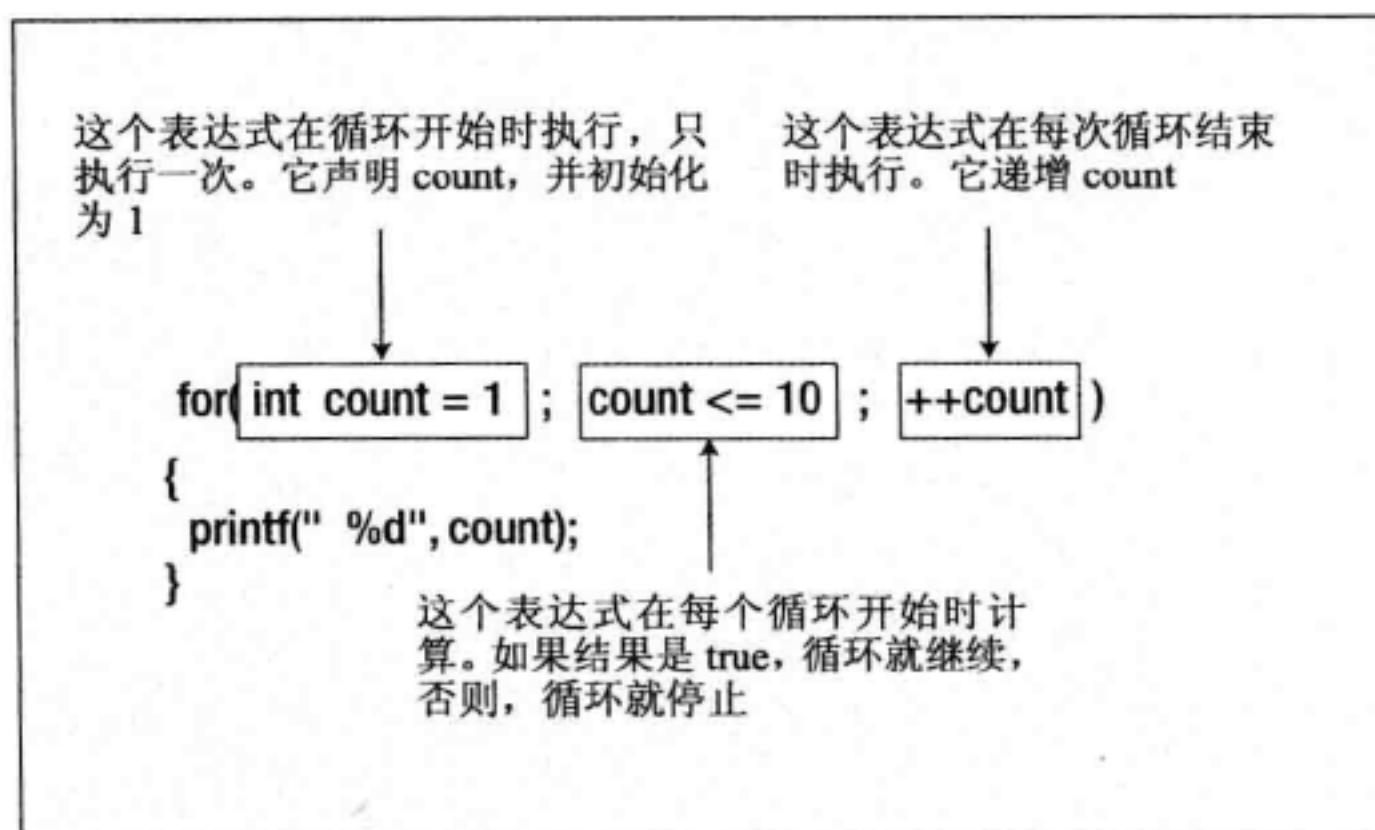 这个表达式在循环开始时执行，只
执行一次。它声明 count，并初始化
为 1
这个表达式在每次循环结束
时执行。它递增 count
for( int count = 1 ; count <= 10 ; ++count )
{
printf(" %d", count);
}
这个表达式在每个循环开始时计
算。如果结果是 true，循环就继续，
否则，循环就停止